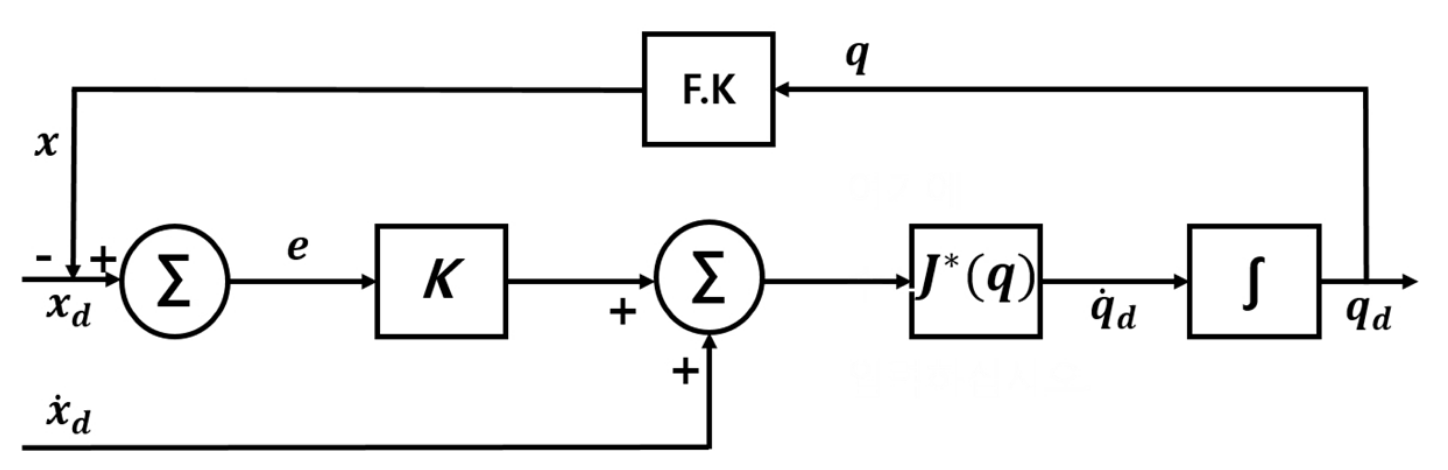 q
F.K
x
- +
Σ
e
K
Σ
J*(q)
∫
x_d
+
q̇_d
q_d
+
ẋ_d